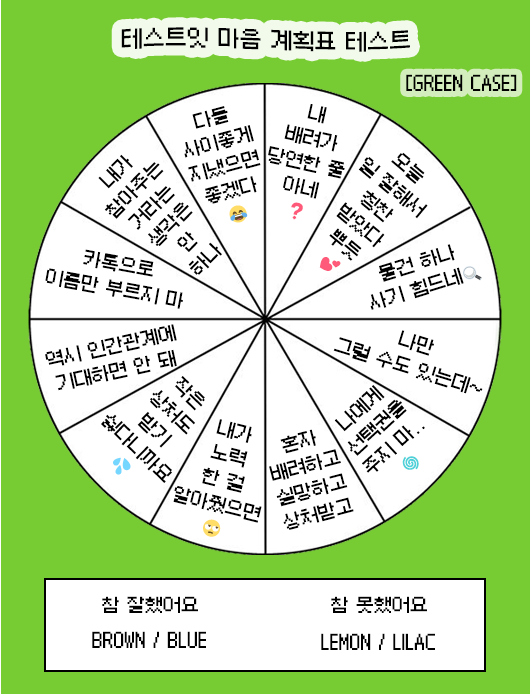 테스트잇 마음 계획표 테스트
[GREEN CASE]
내
배려가
당연한 줄
아네
❓
오늘
일 잘해서
칭찬
받았다
뿌듯
💕
물건 하나
사기 힘드네🔍
나만
그럴 수도 있는데~
나에게
선택권을
주지 마..
🌀
혼자
배려하고
실망하고
상처받고
내가
노력
한 걸
알아줬으면
🙄
작은
상처도
받기
싫다니까요
💦
역시 인간관계에
기대하면 안 돼
카톡으로
이름만 부르지 마
내가
참아주는
거라는
생각은
안
하니
다들
사이좋게
지냈으면
좋겠다
😂
참 잘했어요
BROWN / BLUE
참 못했어요
LEMON / LILAC